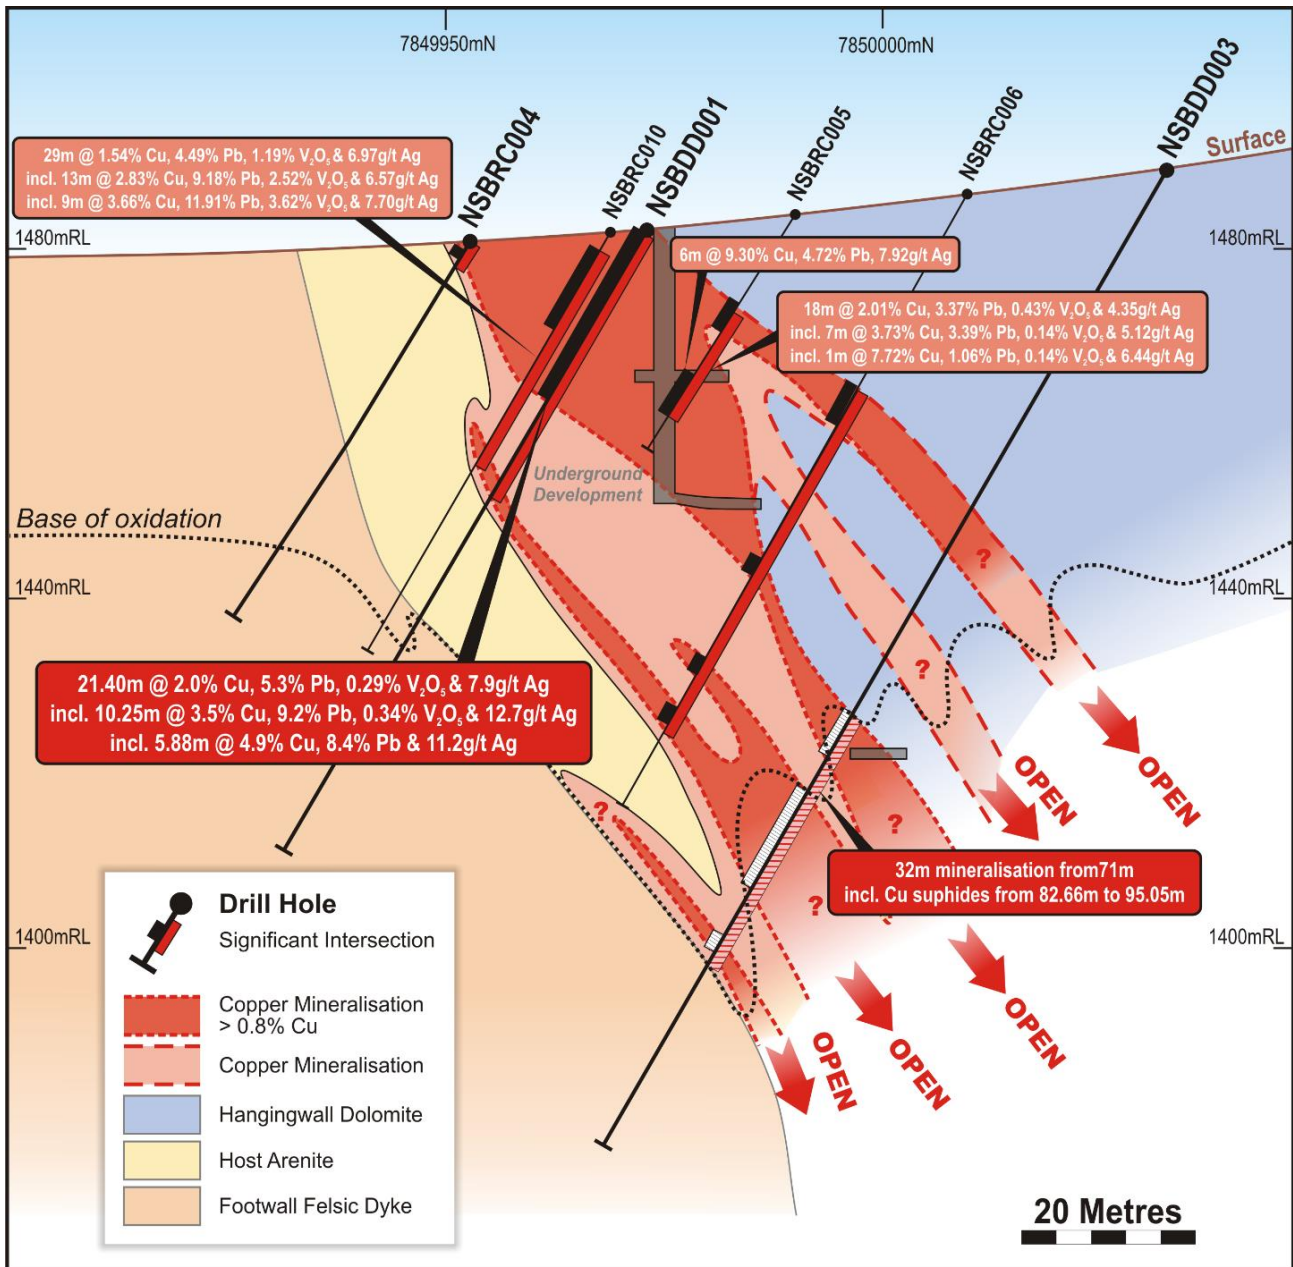 7849950mN
7850000mN
NSBRC004
NSBRC010
NSBDD001
NSBRC005
NSBRC006
NSBDD003
Surface
29m @ 1.54% Cu, 4.49% Pb, 1.19% V₂O₅ & 6.97g/t Ag
incl. 13m @ 2.83% Cu, 9.18% Pb, 2.52% V₂O₅ & 6.57g/t Ag
incl. 9m @ 3.66% Cu, 11.91% Pb, 3.62% V₂O₅ & 7.70g/t Ag
1480mRL
1480mRL
6m @ 9.30% Cu, 4.72% Pb, 7.92g/t Ag
18m @ 2.01% Cu, 3.37% Pb, 0.43% V₂O₅ & 4.35g/t Ag
incl. 7m @ 3.73% Cu, 3.39% Pb, 0.14% V₂O₅ & 5.12g/t Ag
incl. 1m @ 7.72% Cu, 1.06% Pb, 0.14% V₂O₅ & 6.44g/t Ag
Underground
Development
Base of oxidation
?
1440mRL
1440mRL
?
21.40m @ 2.0% Cu, 5.3% Pb, 0.29% V₂O₅ & 7.9g/t Ag
incl. 10.25m @ 3.5% Cu, 9.2% Pb, 0.34% V₂O₅ & 12.7g/t Ag
incl. 5.88m @ 4.9% Cu, 8.4% Pb & 11.2g/t Ag
OPEN
OPEN
?
?
32m mineralisation from71m
incl. Cu suphides from 82.66m to 95.05m
?
1400mRL
1400mRL
OPEN
OPEN
OPEN
Drill Hole
Significant Intersection
Copper Mineralisation
> 0.8% Cu
Copper Mineralisation
Hangingwall Dolomite
Host Arenite
Footwall Felsic Dyke
20 Metres